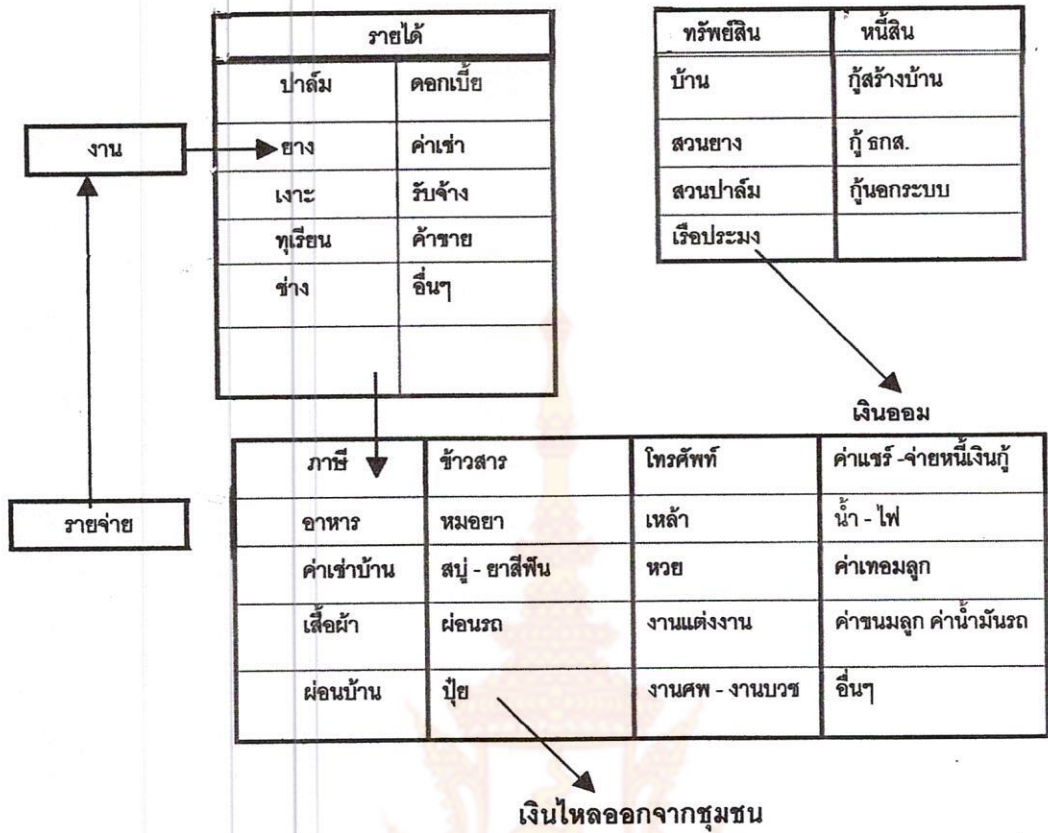 รายได้
ปาล์ม ดอกเบี้ย
ยาง ค่าเช่า
เงาะ รับจ้าง
ทุเรียน ค้าขาย
ช่าง อื่นๆ
งาน
รายจ่าย
ทรัพย์สิน หนี้สิน
บ้าน กู้สร้างบ้าน
สวนยาง กู้ ธกส.
สวนปาล์ม กู้นอกระบบ
เรือประมง
เงินออม
ภาษี ข้าวสาร โทรศัพท์ ค่าแชร์ -จ่ายหนี้เงินกู้
อาหาร หมอยา เหล้า น้ำ - ไฟ
ค่าเช่าบ้าน สบู่ - ยาสีฟัน หวย ค่าเทอมลูก
เสื้อผ้า ผ่อนรถ งานแต่งงาน ค่าขนมลูก ค่าน้ำมันรถ
ผ่อนบ้าน ปุ๋ย งานศพ - งานบวช อื่นๆ
เงินไหลออกจากชุมชน